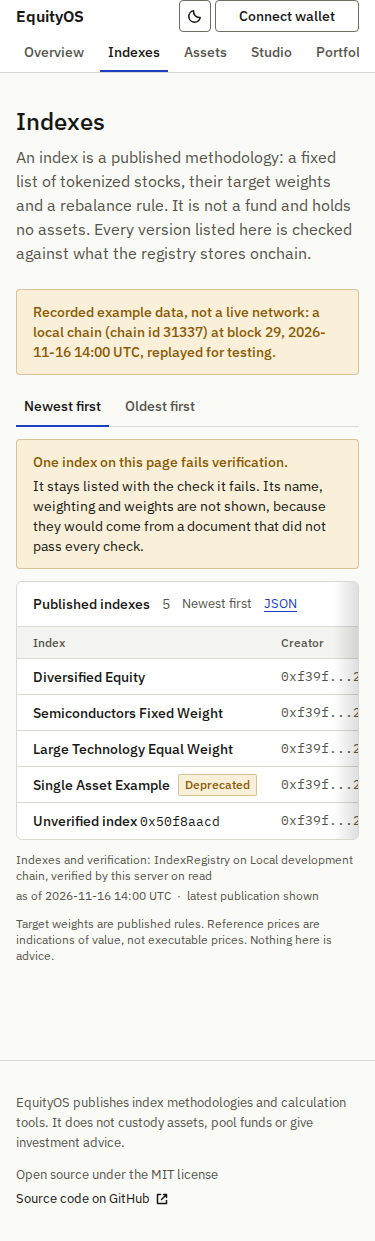 EquityOS
Connect wallet
Overview Indexes Assets Studio Portfol
Indexes
An index is a published methodology: a fixed
list of tokenized stocks, their target weights
and a rebalance rule. It is not a fund and holds
no assets. Every version listed here is checked
against what the registry stores onchain.
Recorded example data, not a live network: a
local chain (chain id 31337) at block 29, 2026-
11-16 14:00 UTC, replayed for testing.
Newest first Oldest first
One index on this page fails verification.
It stays listed with the check it fails. Its name,
weighting and weights are not shown, because
they would come from a document that did not
pass every check.
Published indexes 5 Newest first JSON
Index Creator
Diversified Equity 0xf39f...2
Semiconductors Fixed Weight 0xf39f...2
Large Technology Equal Weight 0xf39f...2
Single Asset Example Deprecated 0xf39f...2
Unverified index 0x50f8aacd 0xf39f...2
Indexes and verification: IndexRegistry on Local development
chain, verified by this server on read
as of 2026-11-16 14:00 UTC · latest publication shown
Target weights are published rules. Reference prices are
indications of value, not executable prices. Nothing here is
advice.
EquityOS publishes index methodologies and calculation
tools. It does not custody assets, pool funds or give
investment advice.
Open source under the MIT license
Source code on GitHub